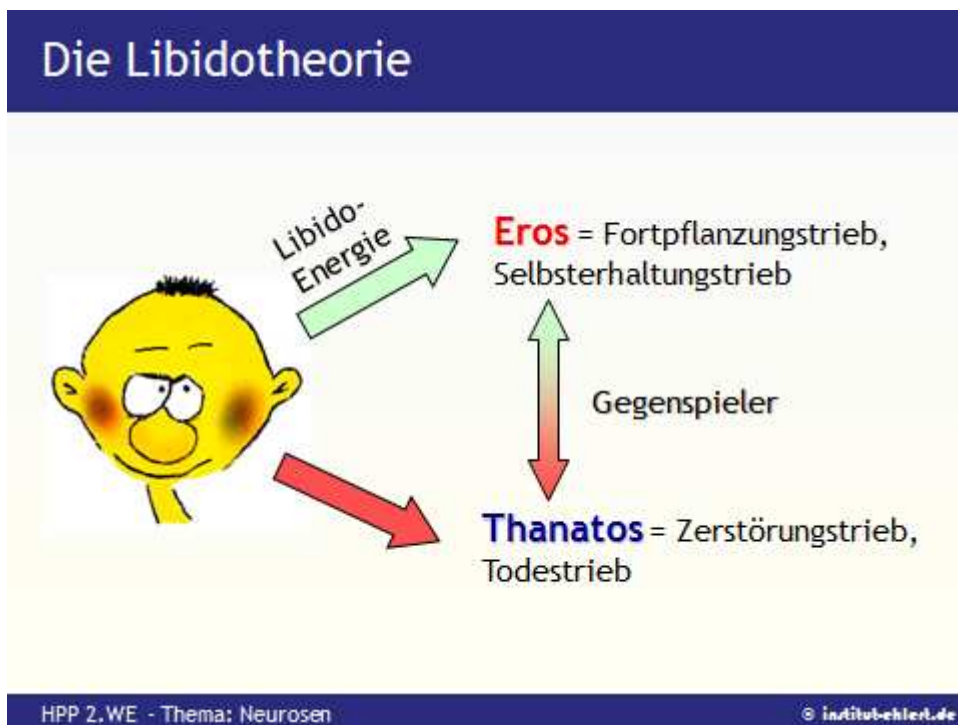 Die Libidotheorie
Libido-
Energie
Eros = Fortpflanzungstrieb,
Selbsterhaltungstrieb
Gegenspieler
Thanatos = Zerstörungstrieb,
Todestrieb
HPP 2.WE - Thema: Neurosen
© institut-ehlert.de